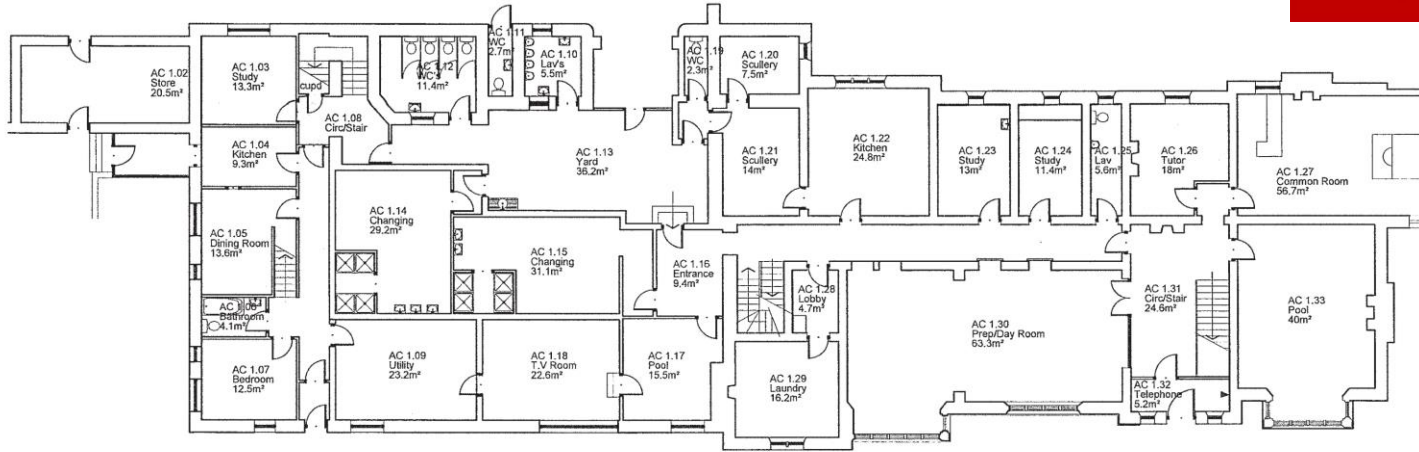 AC 1.02
Store
20.5m²
AC 1.03
Study
13.3m²
cupd
AC 1.04
Kitchen
9.3m²
AC 1.05
Dining Room
13.6m²
AC 1.06
Bathroom
4.1m²
AC 1.07
Bedroom
12.5m²
AC 1.08
Circ/Stair
AC 1.09
Utility
23.2m²
AC 1.10
Lav's
5.5m²
AC 1.11
WC
2.7m²
AC 1.12
WC's
11.4m²
AC 1.13
Yard
36.2m²
AC 1.14
Changing
29.2m²
AC 1.15
Changing
31.1m²
AC 1.16
Entrance
9.4m²
AC 1.17
Pool
15.5m²
AC 1.18
T.V Room
22.6m²
AC 1.19
WC
2.3m²
AC 1.20
Scullery
7.5m²
AC 1.21
Scullery
14m²
AC 1.22
Kitchen
24.8m²
AC 1.23
Study
13m²
AC 1.24
Study
11.4m²
AC 1.25
Lav
5.6m²
AC 1.26
Tutor
18m²
AC 1.27
Common Room
56.7m²
AC 1.28
Lobby
4.7m²
AC 1.29
Laundry
16.2m²
AC 1.30
Prep/Day Room
63.3m²
AC 1.31
Circ/Stair
24.6m²
AC 1.32
Telephone
5.2m²
AC 1.33
Pool
40m²